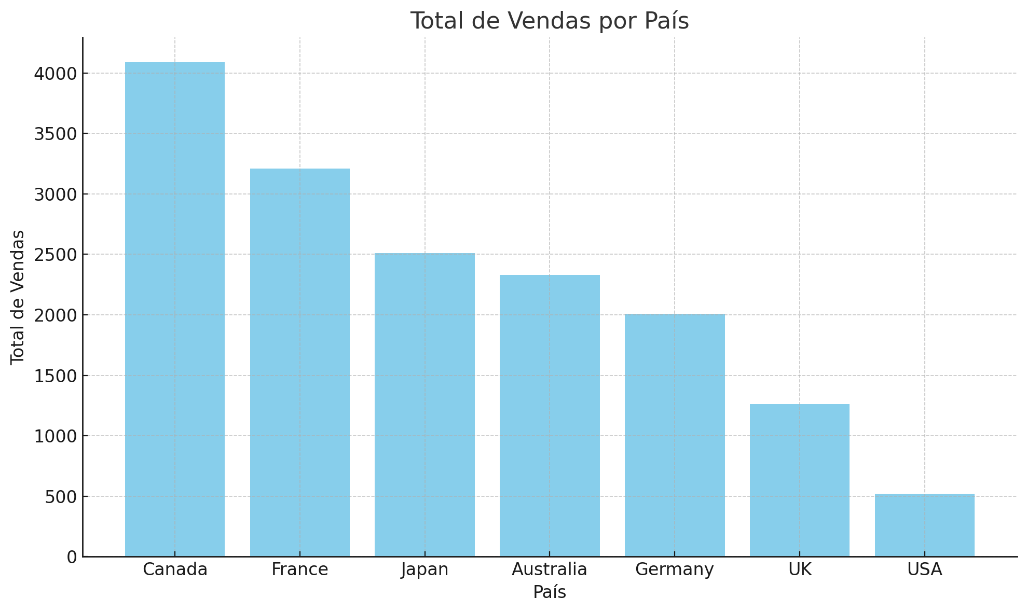 Total de Vendas por País
Total de Vendas
4000
3500
3000
2500
2000
1500
1000
500
0
Canada France Japan Australia Germany UK USA
País